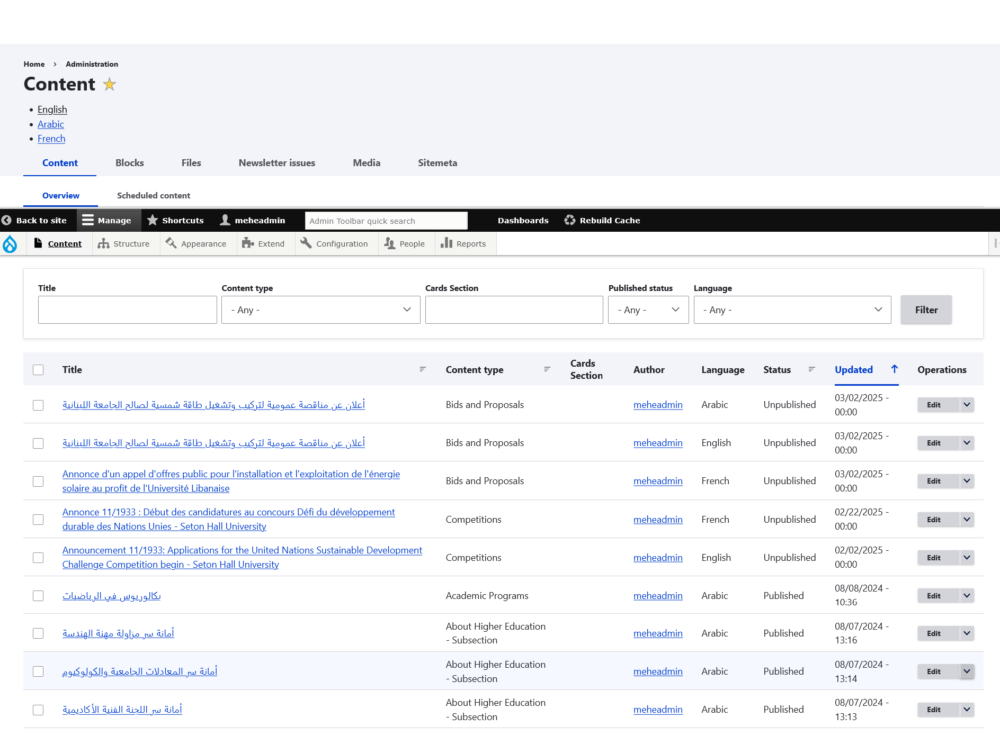 Home › Administration
Content
English
Arabic
French
Content Blocks Files Newsletter issues Media Sitemeta
Overview Scheduled content
Back to site Manage Shortcuts meheadmin Admin Toolbar quick search Dashboards Rebuild Cache
Content Structure Appearance Extend Configuration People Reports
Title Content type Cards Section Published status Language
- Any - - Any - - Any - Filter
Title Content type Cards Section Author Language Status Updated Operations
أعلان عن مناقصة عمومية لتركيب وتشغيل طاقة شمسية لصالح الجامعة اللبنانية Bids and Proposals meheadmin Arabic Unpublished 03/02/2025 - 00:00 Edit
أعلان عن مناقصة عمومية لتركيب وتشغيل طاقة شمسية لصالح الجامعة اللبنانية Bids and Proposals meheadmin English Unpublished 03/02/2025 - 00:00 Edit
Annonce d'un appel d'offres public pour l'installation et l'exploitation de l'énergie
solaire au profit de l'Université Libanaise Bids and Proposals meheadmin French Unpublished 03/02/2025 - 00:00 Edit
Annonce 11/1933 : Début des candidatures au concours Défi du développement
durable des Nations Unies - Seton Hall University Competitions meheadmin French Unpublished 02/22/2025 - 00:00 Edit
Announcement 11/1933: Applications for the United Nations Sustainable Development
Challenge Competition begin - Seton Hall University Competitions meheadmin English Unpublished 02/02/2025 - 00:00 Edit
بكالوريوس في الرياضيات Academic Programs meheadmin Arabic Published 08/08/2024 - 10:36 Edit
أمانة سر مزاولة مهنة الهندسة About Higher Education - Subsection meheadmin Arabic Published 08/07/2024 - 13:16 Edit
أمانة سر المعادلات الجامعية والكولوكيوم About Higher Education - Subsection meheadmin Arabic Published 08/07/2024 - 13:14 Edit
أمانة سر اللجنة الفنية الأكاديمية About Higher Education - Subsection meheadmin Arabic Published 08/07/2024 - 13:13 Edit